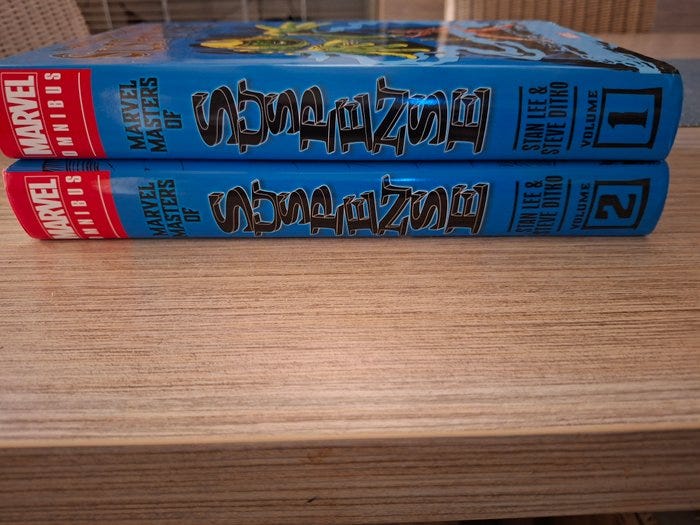 MARVEL
OMNIBUS
MARVEL
MASTERS
OF
SUSPENSE
STAN LEE &
STEVE DITKO
VOLUME
1
MARVEL
OMNIBUS
MARVEL
MASTERS
OF
SUSPENSE
STAN LEE &
STEVE DITKO
VOLUME
2